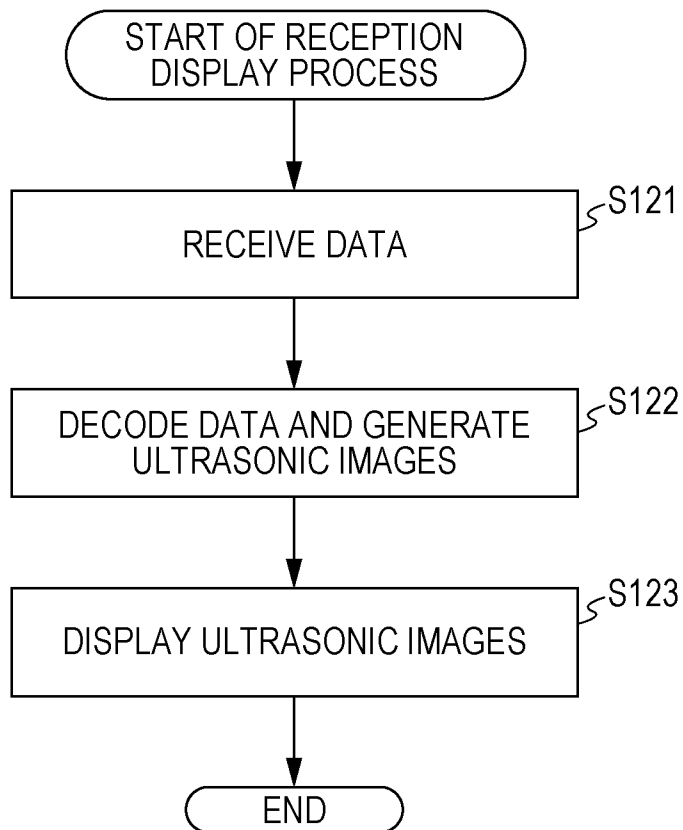 START OF RECEPTION
DISPLAY PROCESS
S121
RECEIVE DATA
S122
DECODE DATA AND GENERATE
ULTRASONIC IMAGES
S123
DISPLAY ULTRASONIC IMAGES
END